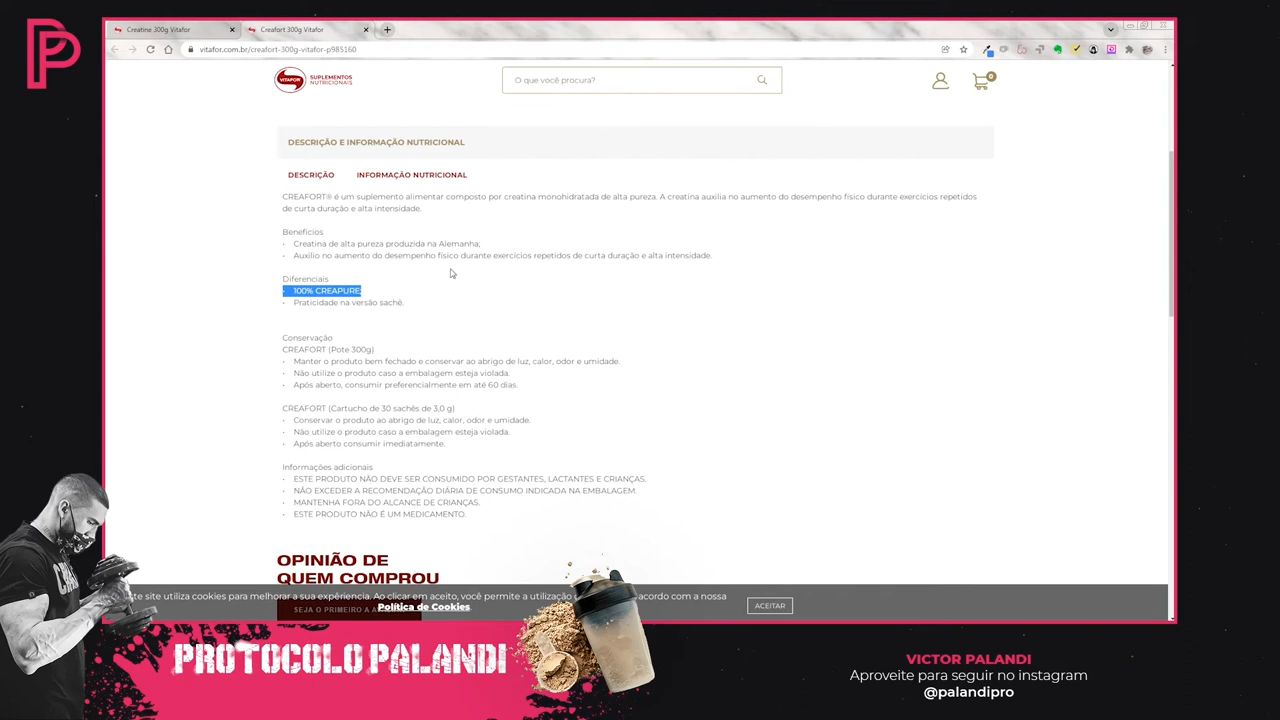 Creatine 300g Vitafor
Creafort 300g Vitafor
vitafor.com.br/creafort-300g-vitafor-p985160
VITAFOR
SUPLEMENTOS
NUTRICIONAIS
O que você procura?
0
DESCRIÇÃO E INFORMAÇÃO NUTRICIONAL
DESCRIÇÃO
INFORMAÇÃO NUTRICIONAL
CREAFORT® é um suplemento alimentar composto por creatina monohidratada de alta pureza. A creatina auxilia no aumento do desempenho físico durante exercícios repetidos
de curta duração e alta intensidade.
Benefícios
• Creatina de alta pureza produzida na Alemanha;
• Auxílio no aumento do desempenho físico durante exercícios repetidos de curta duração e alta intensidade.
Diferenciais
• 100% CREAPURE;
• Praticidade na versão sachê.
Conservação
CREAFORT (Pote 300g)
• Manter o produto bem fechado e conservar ao abrigo de luz, calor, odor e umidade.
• Não utilize o produto caso a embalagem esteja violada.
• Após aberto, consumir preferencialmente em até 60 dias.
CREAFORT (Cartucho de 30 sachês de 3,0 g)
• Conservar o produto ao abrigo de luz, calor, odor e umidade.
• Não utilize o produto caso a embalagem esteja violada.
• Após aberto consumir imediatamente.
Informações adicionais
• ESTE PRODUTO NÃO DEVE SER CONSUMIDO POR GESTANTES, LACTANTES E CRIANÇAS.
• NÃO EXCEDER A RECOMENDAÇÃO DIÁRIA DE CONSUMO INDICADA NA EMBALAGEM.
• MANTENHA FORA DO ALCANCE DE CRIANÇAS.
• ESTE PRODUTO NÃO É UM MEDICAMENTO.
OPINIÃO DE
QUEM COMPROU
site utiliza cookies para melhorar a sua expêriencia. Ao clicar em aceito, você permite a utilização acordo com a nossa
Política de Cookies.
ACEITAR
SEJA O PRIMEIRO A
PROTOCOLO PALANDI
VICTOR PALANDI
Aproveite para seguir no instagram
@palandipro